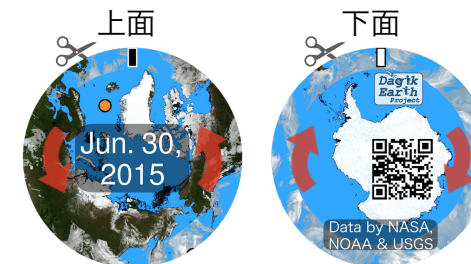 上面
下面
Jun. 30,
2015
Dagik
Earth
Project
Data by NASA,
NOAA & USGS